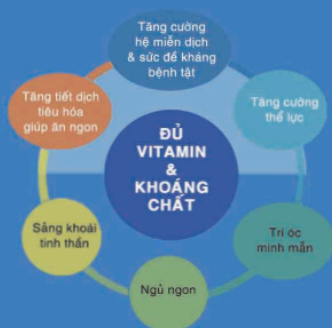 Tăng cường
hệ miễn dịch
& sức đề kháng
bệnh tật
Tăng tiết dịch
tiêu hóa
giúp ăn ngon
Tăng cường
thể lực
ĐỦ
VITAMIN
&
KHOÁNG
CHẤT
Sảng khoái
tinh thần
Trí óc
minh mẫn
Ngủ ngon